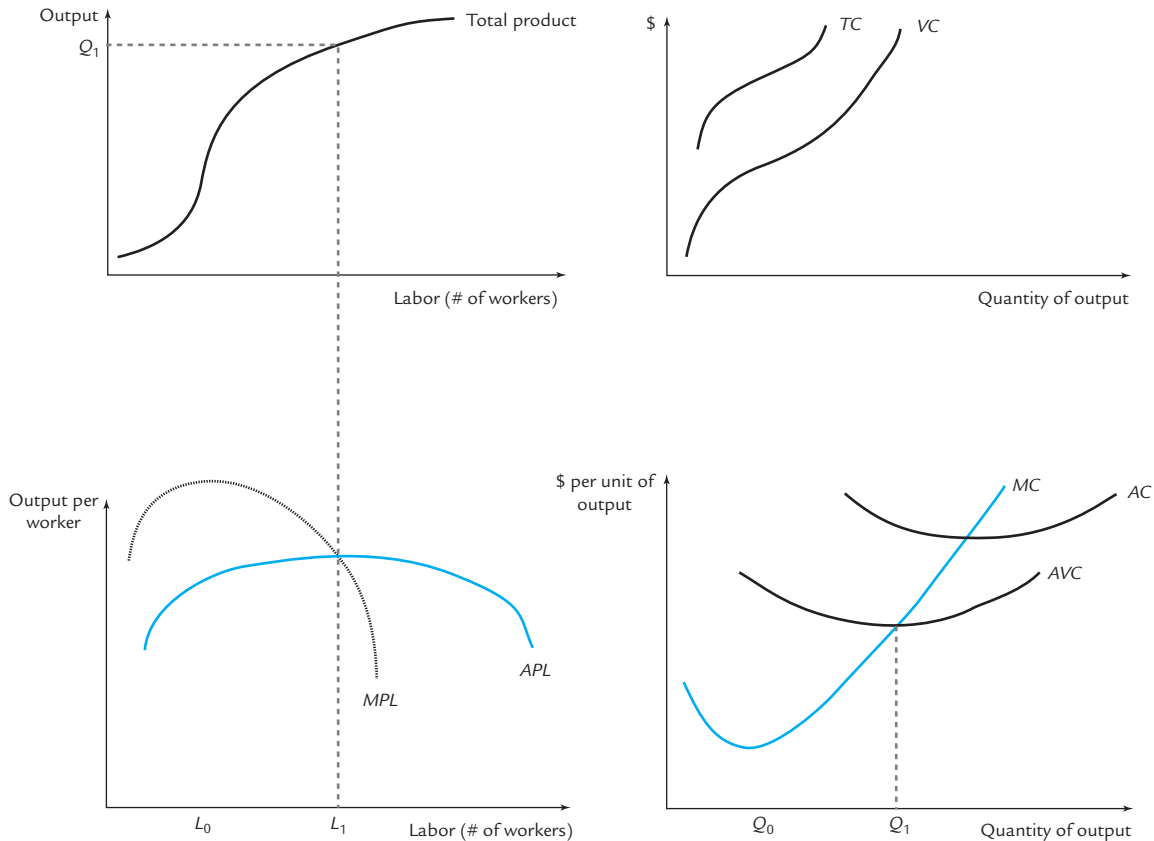 Output
Total product
Q1
Labor (# of workers)
$
TC
VC
Quantity of output
Output per
worker
MPL
APL
L0
L1
Labor (# of workers)
$ per unit of
output
MC
AC
AVC
Q0
Q1
Quantity of output